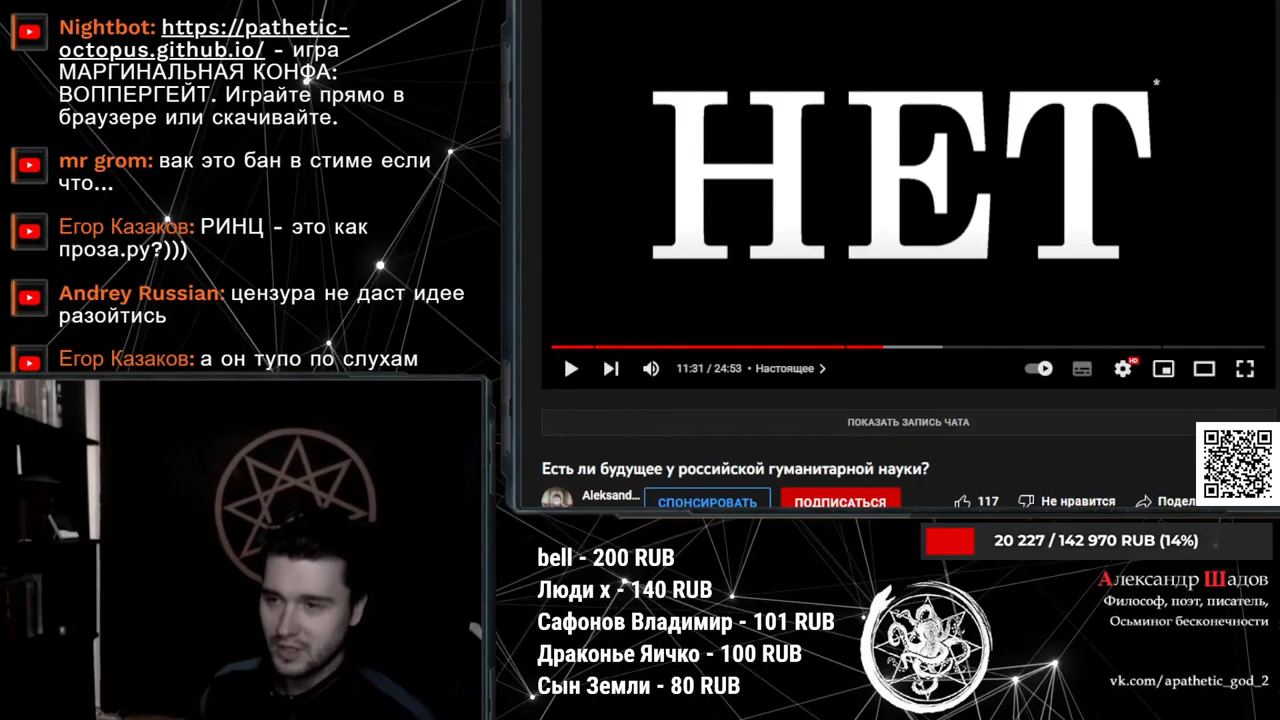 Nightbot: https://pathetic-
octopus.github.io/ - игра
МАРГИНАЛЬНАЯ КОНФА:
ВОППЕРГЕЙТ. Играйте прямо в
браузере или скачивайте.
mr grom: вак это бан в стиме если
что...
Егор Казаков: РИНЦ - это как
проза.ру?)))
Andrey Russian: цензура не даст идее
разойтись
Егор Казаков: а он тупо по слухам
НЕТ*
11:31 / 24:53 • Настоящее
HD
ПОКАЗАТЬ ЗАПИСЬ ЧАТА
Есть ли будущее у российской гуманитарной науки?
Aleksand...
СПОНСИРОВАТЬ
ПОДПИСАТЬСЯ
117
Не нравится
Подел
20 227 / 142 970 RUB (14%)
bell - 200 RUB
Люди х - 140 RUB
Сафонов Владимир - 101 RUB
Драконье Яичко - 100 RUB
Сын Земли - 80 RUB
Александр Шадов
Философ, поэт, писатель,
Осьминог бесконечности
vk.com/apathetic_god_2